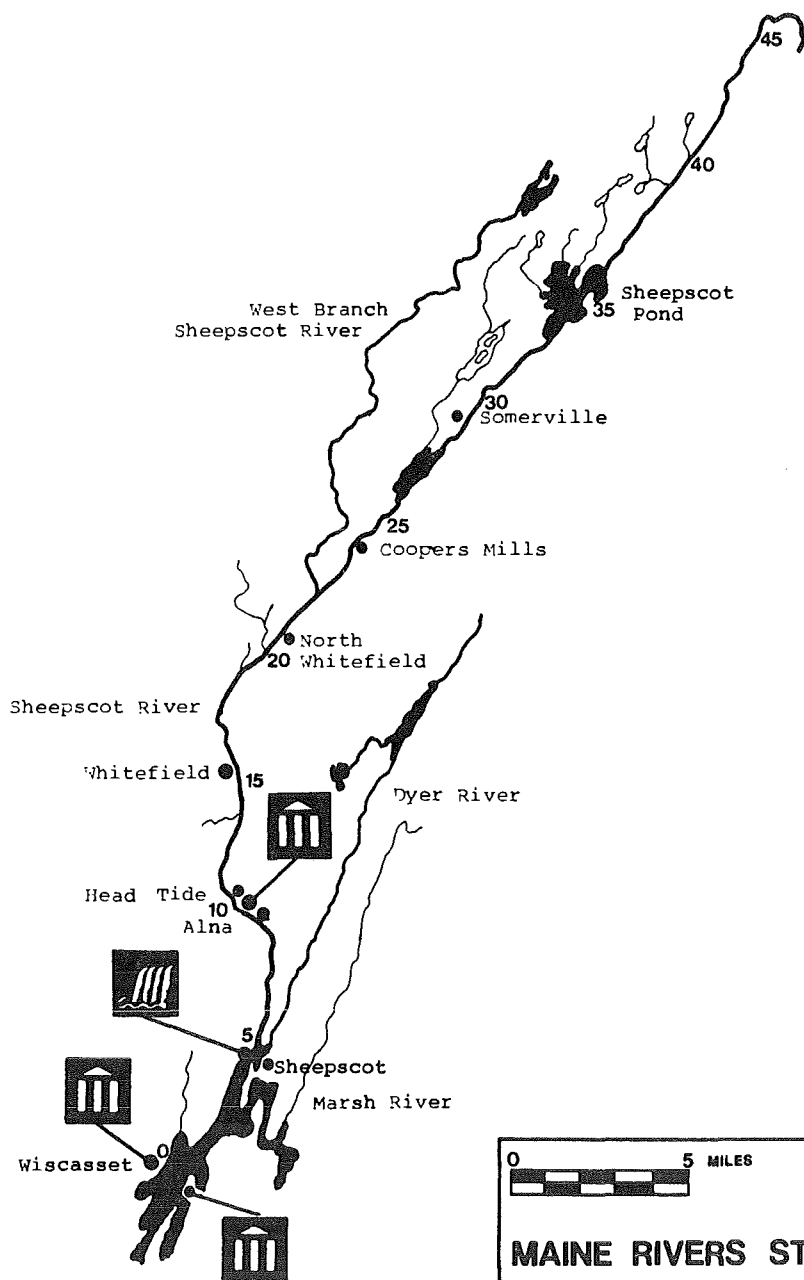 45
40
35
Sheepscot
Pond
West Branch
Sheepscot River
30
Somerville
25
Coopers Mills
North
Whitefield
20
Sheepscot River
Whitefield
15
Dyer River
Head Tide
10
Alna
5
Sheepscot
Marsh River
0
Wiscasset
0 5 MILES
MAINE RIVERS ST